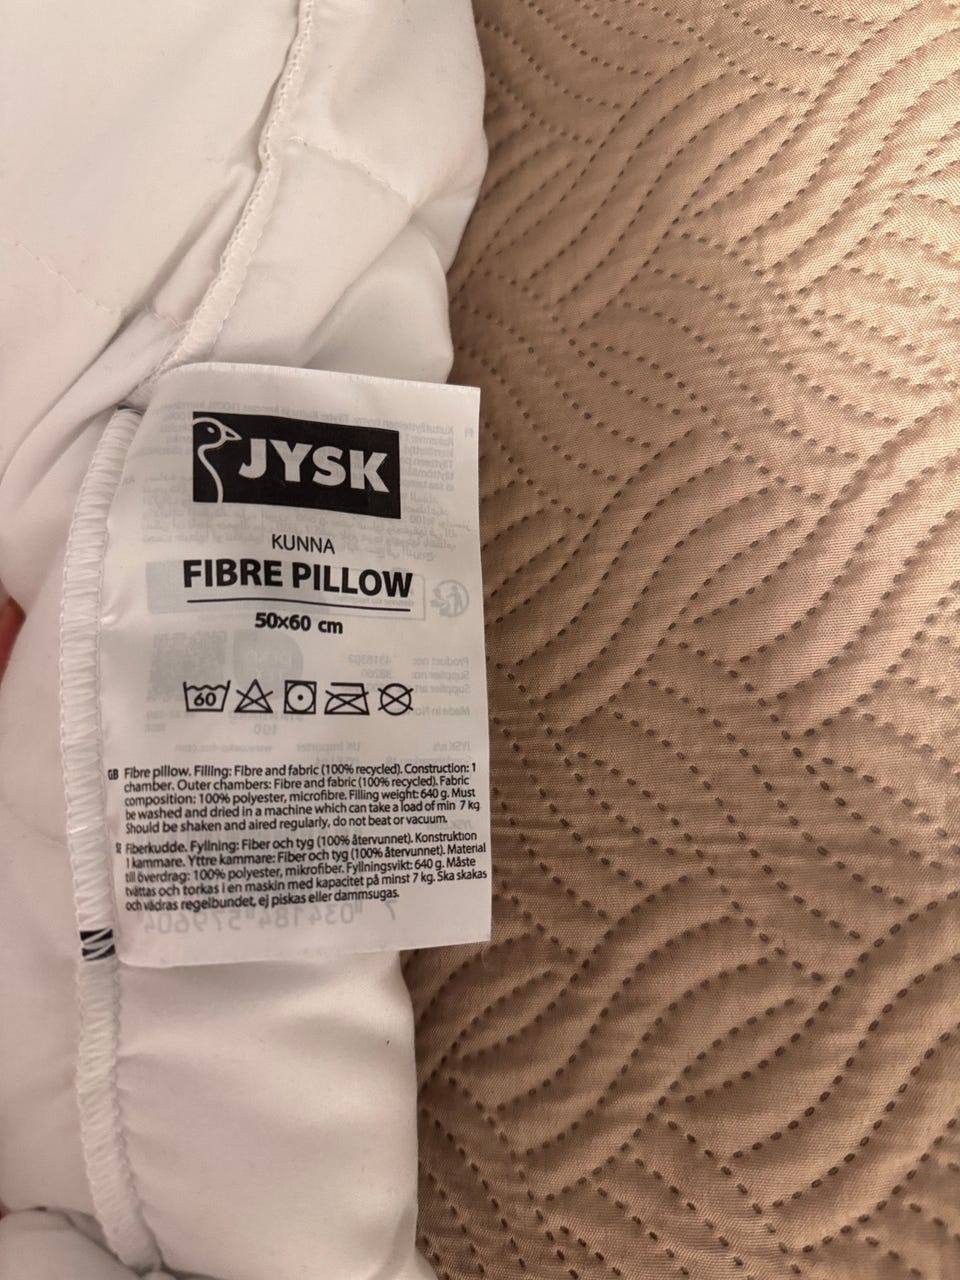 JYSK
KUNNA
FIBRE PILLOW
50x60 cm
60
GB Fibre pillow. Filling: Fibre and fabric (100% recycled). Construction: 1
chamber. Outer chambers: Fibre and fabric (100% recycled). Fabric
composition: 100% polyester, microfibre. Filling weight: 640 g. Must
be washed and dried in a machine which can take a load of min 7 kg
Should be shaken and aired regularly, do not beat or vacuum.
SE Fiberkudde. Fyllning: Fiber och tyg (100% återvunnet). Konstruktion
1 kammare. Yttre kammare: Fiber och tyg (100% återvunnet). Material
till överdrag: 100% polyester, mikrofiber. Fyllningsvikt: 640 g. Måste
tvättas och torkas i en maskin med kapacitet på minst 7 kg. Ska skakas
och vädras regelbundet, ej piskas eller dammsugas.